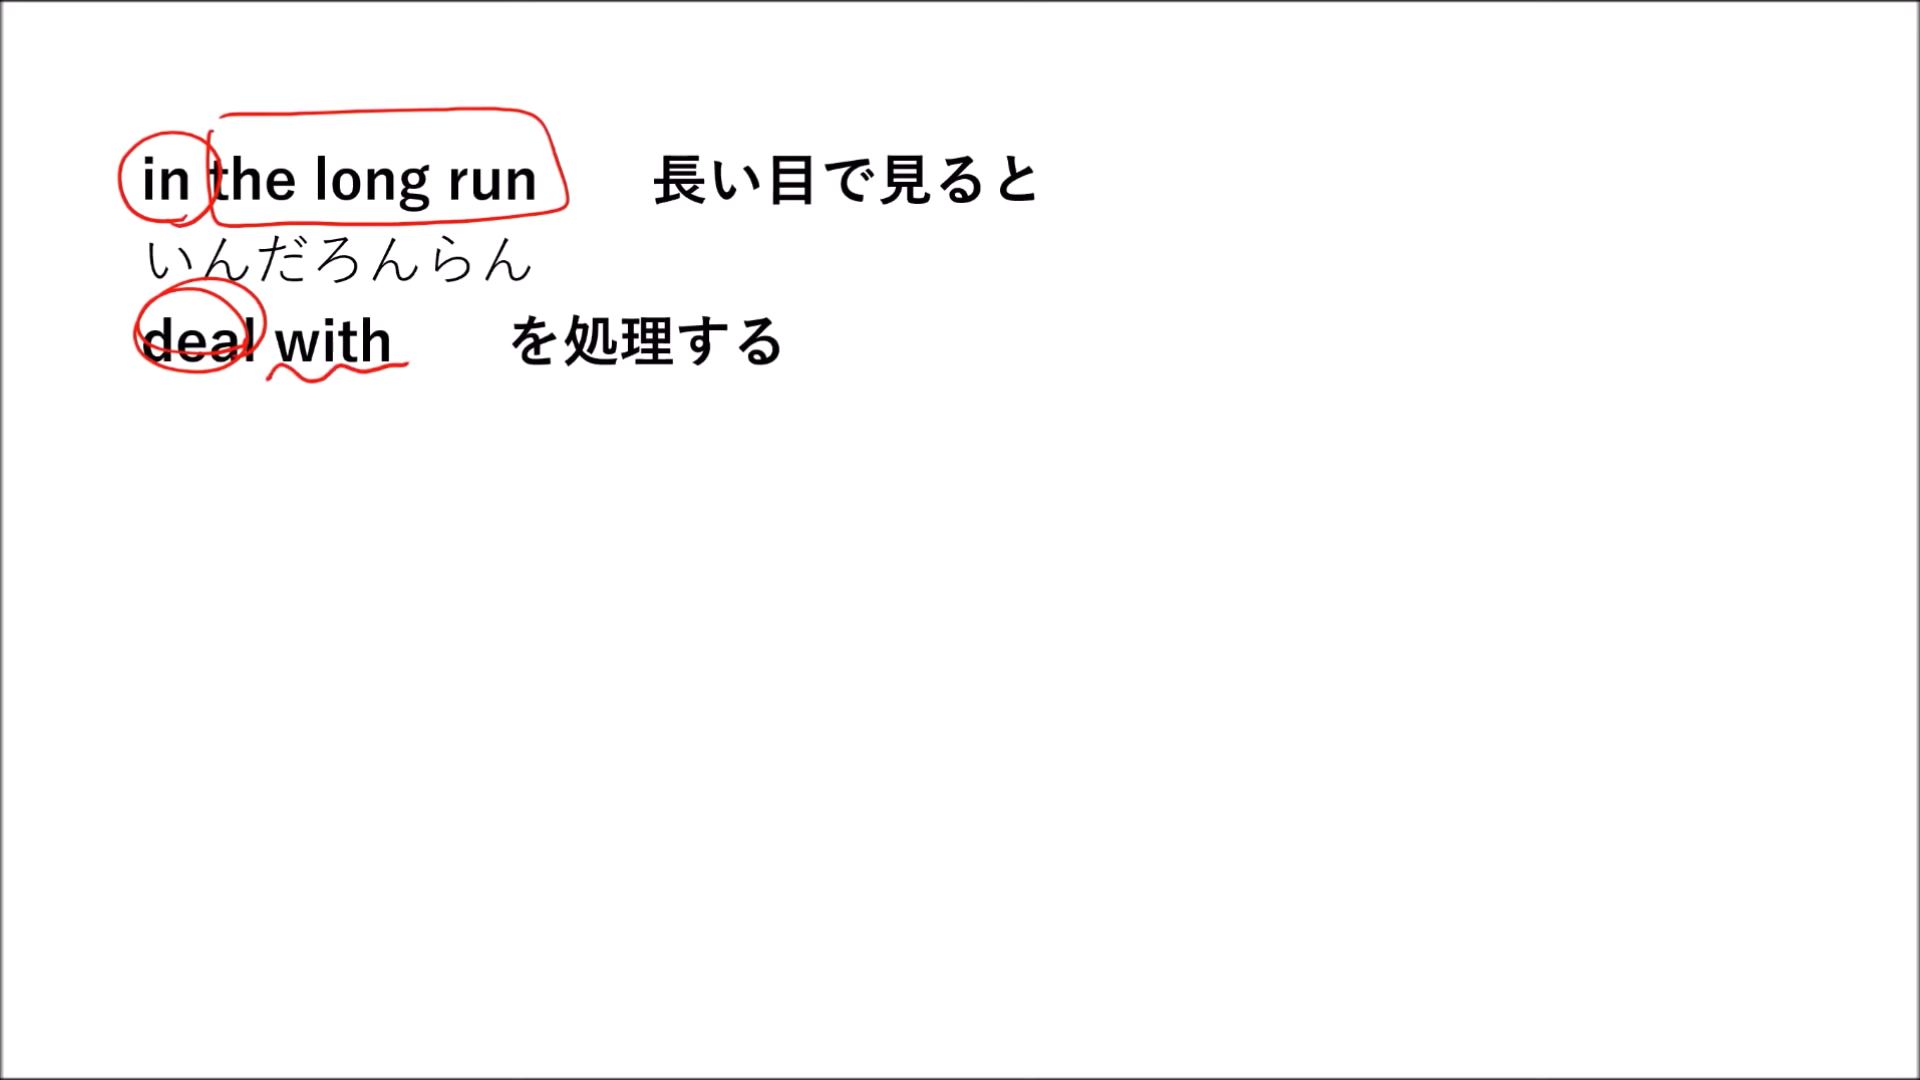 in the long run 長い目で見ると
いんだろんらん
deal with を処理する